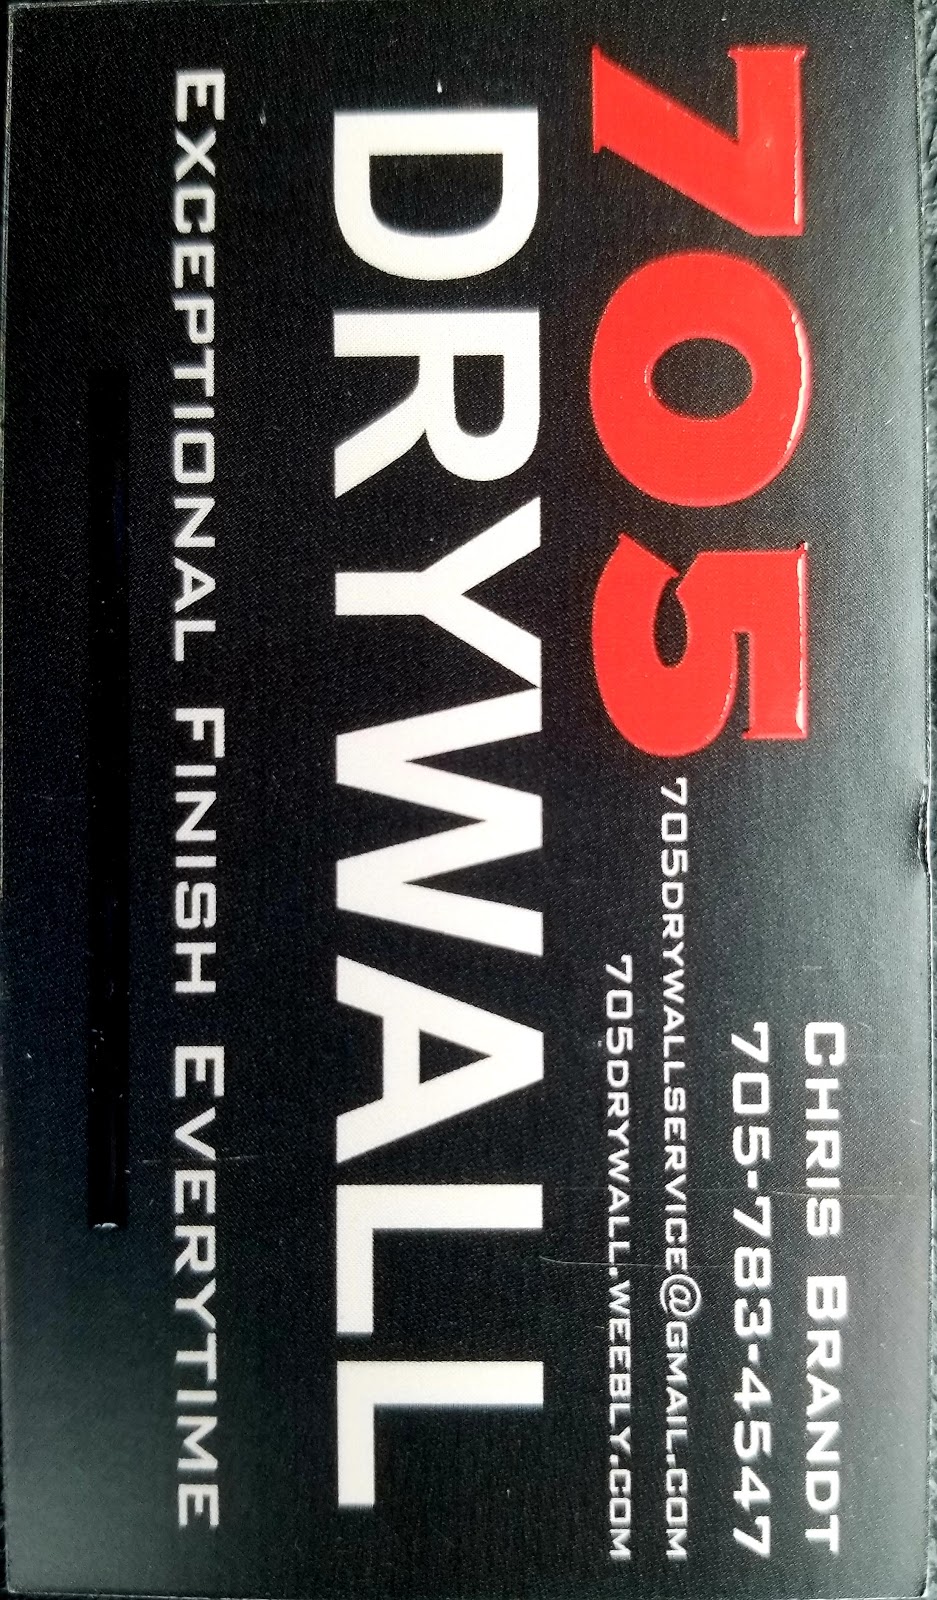 Chris Brandt
705-783-4547
705drywallservice@gmail.com
705drywall.weebly.com
705
DRYWALL
Exceptional Finish Everytime